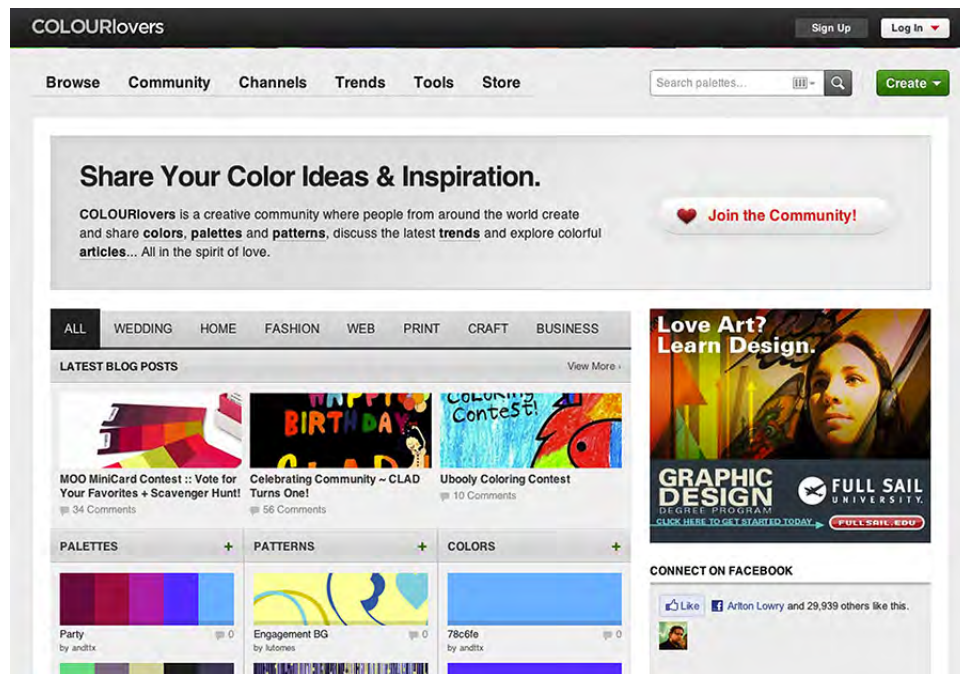 COLOURlovers
Sign Up
Log In
Browse Community Channels Trends Tools Store
Search palettes...
Create
Share Your Color Ideas & Inspiration.
COLOURlovers is a creative community where people from around the world create
and share colors, palettes and patterns, discuss the latest trends and explore colorful
articles... All in the spirit of love.
Join the Community!
ALL WEDDING HOME FASHION WEB PRINT CRAFT BUSINESS
LATEST BLOG POSTS
View More ›
HAPPY
BIRTHDAY
CLAD
COLORING
Contest!
MOO MiniCard Contest :: Vote for
Your Favorites + Scavenger Hunt!
34 Comments
Celebrating Community ~ CLAD
Turns One!
56 Comments
Ubooly Coloring Contest
10 Comments
PALETTES +
PATTERNS +
COLORS +
Party 0
by andttx
Engagement BG 0
by lutomes
78c6fe 0
by andttx
Love Art?
Learn Design.
GRAPHIC
DESIGN
DEGREE PROGRAM
CLICK HERE TO GET STARTED TODAY
FULL SAIL
UNIVERSITY.
FULLSAIL.EDU
CONNECT ON FACEBOOK
Like
Arlton Lowry and 29,939 others like this.